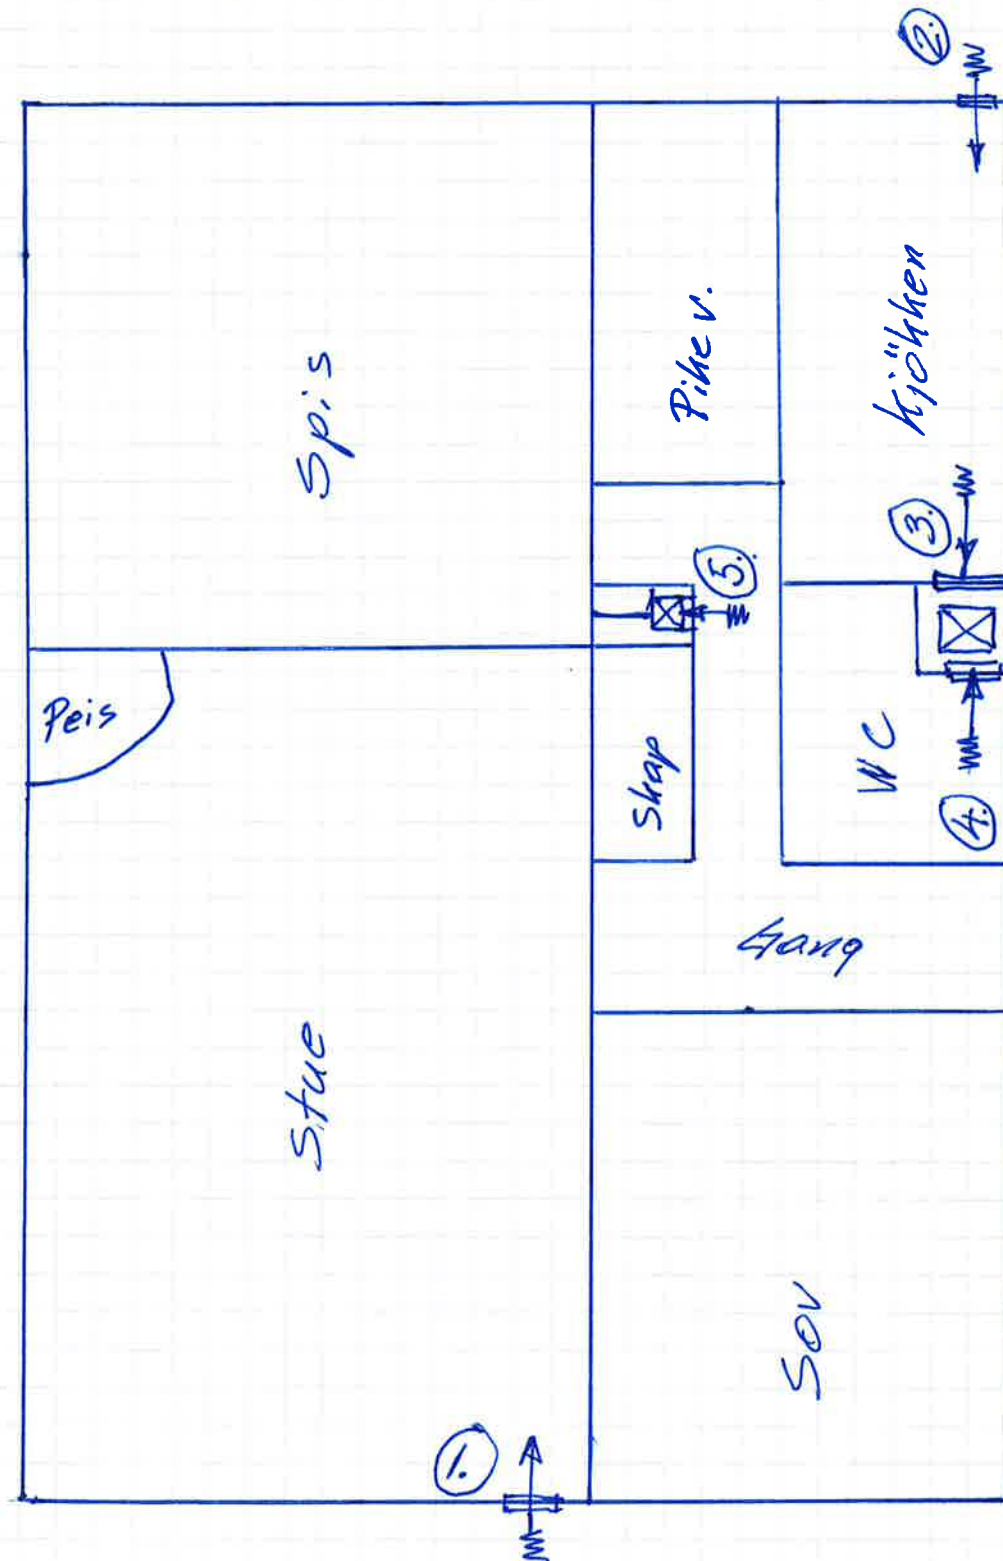 Peis
Spis
2.
Pike v.
Kjökken
Stue
Skap
5.
3.
WC
4.
Gang
1.
Sov